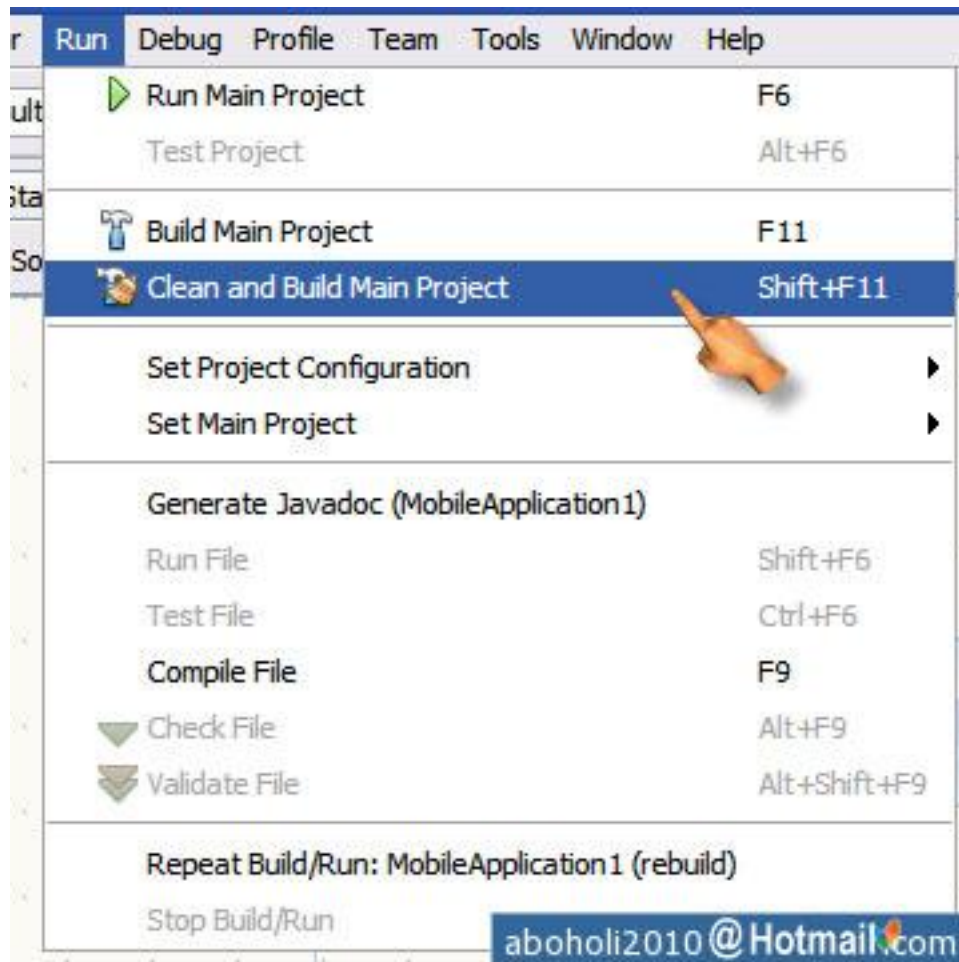 r Run Debug Profile Team Tools Window Help
Run Main Project F6
ult
Test Project Alt+F6
Sta
Build Main Project F11
So
Clean and Build Main Project Shift+F11
Set Project Configuration
Set Main Project
Generate Javadoc (MobileApplication1)
Run File Shift+F6
Test File Ctrl+F6
Compile File F9
Check File Alt+F9
Validate File Alt+Shift+F9
Repeat Build/Run: MobileApplication1 (rebuild)
Stop Build/Run
aboholi2010@Hotmail.com